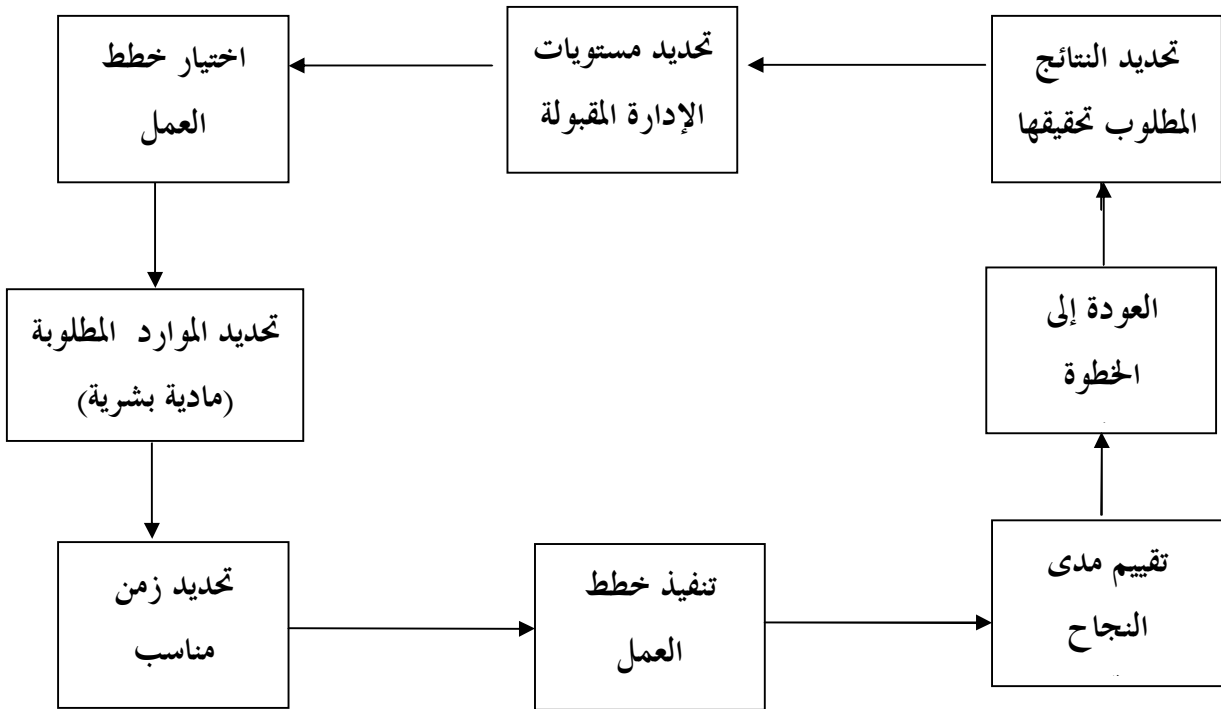 تحديد النتائج
المطلوب تحقيقها
تحديد مستويات
الإدارة المقبولة
اختيار خطط
العمل
تحديد الموارد المطلوبة
(مادية بشرية)
تحديد زمن
مناسب
تنفيذ خطط
العمل
تقييم مدى
النجاح
العودة إلى
الخطوة